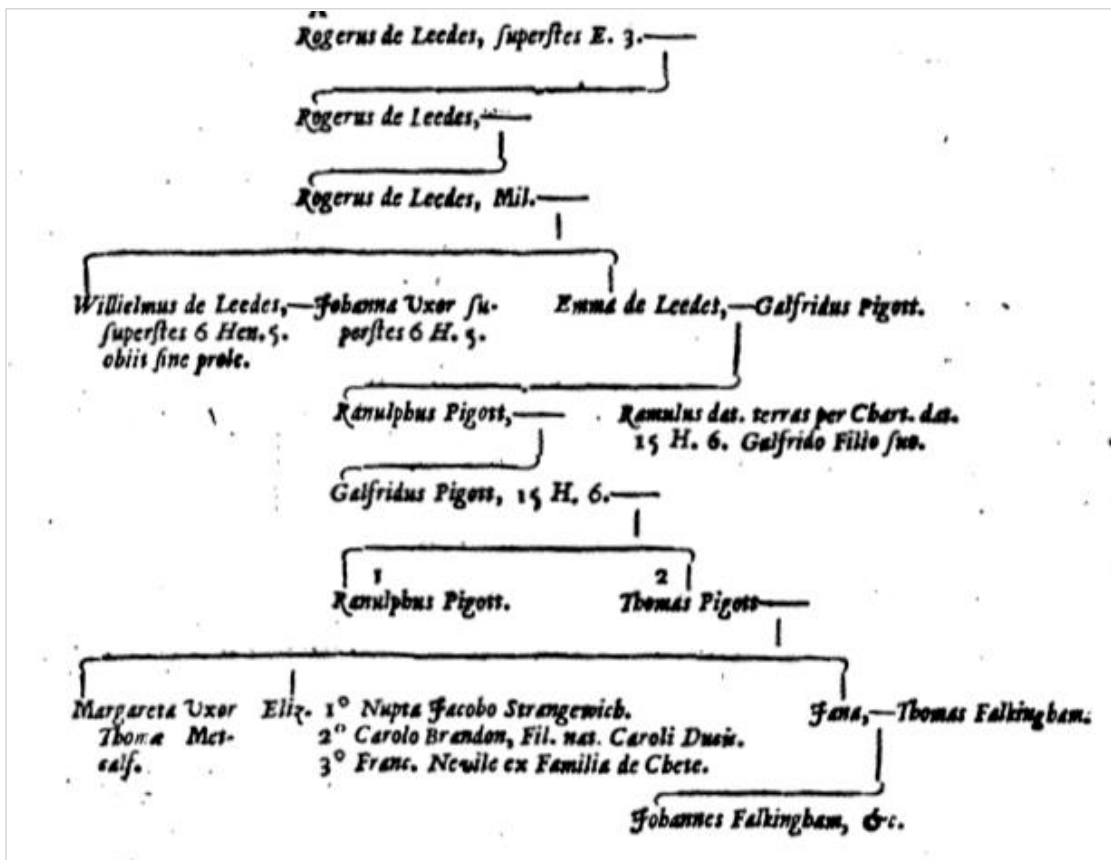 Rogerus de Leedes, ſuperſtes E. 3.
Rogerus de Leedes,
Rogerus de Leedes, Mil.
Willielmus de Leedes,
ſuperſtes 6 Hen. 5.
obiit ſine prole.
Johanna Uxor ſu-
perſtes 6 H. 5.
Emma de Leedes,
Galfridus Pigott.
Ranulphus Pigott,
Ramulus dat. terras per Chart. dat.
15 H. 6. Galfrido Filio ſuo.
Galfridus Pigott, 15 H. 6.
1
Ranulphus Pigott.
2
Thomas Pigott
Margareta Uxor
Thomæ Met-
calf.
Eliz. 1° Nupta Jacobo Strangewich.
2° Carolo Brandon, Fil. nat. Caroli Ducis.
3° Franc. Nevile ex Familia de Chete.
Jana,
Thomas Falkingham.
Johannes Falkingham, &c.